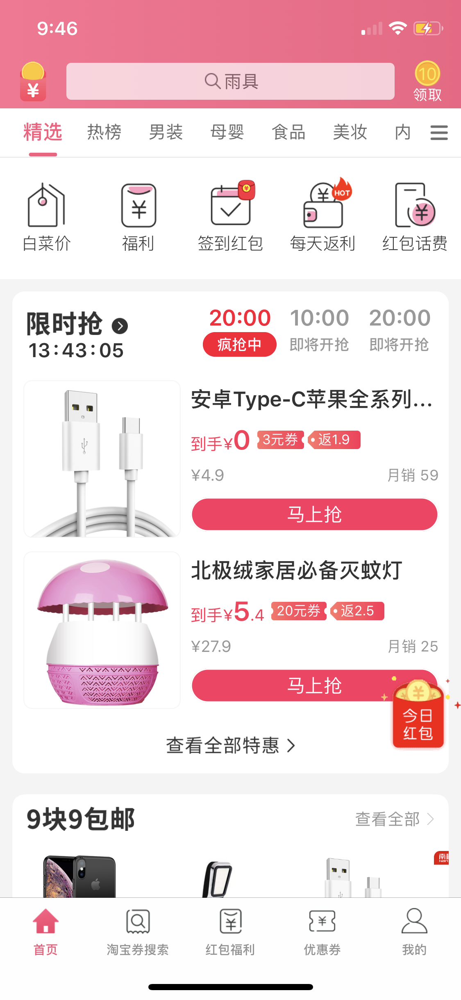 9:46
¥
雨具
10
领取
精选 热榜 男装 母婴 食品 美妆 内
¥
¥
¥
HOT
¥
白菜价 福利 签到红包 每天返利 红包话费
限时抢
13:43:05
20:00 10:00 20:00
疯抢中 即将开抢 即将开抢
安卓Type-C苹果全系列...
到手¥0 3元券 返1.9
¥4.9 月销 59
马上抢
北极绒家居必备灭蚊灯
到手¥5.4 20元券 返2.5
¥27.9 月销 25
马上抢
¥
今日
红包
查看全部特惠
9块9包邮
查看全部
南
NAN
¥
¥
首页 淘宝券搜索 红包福利 优惠券 我的